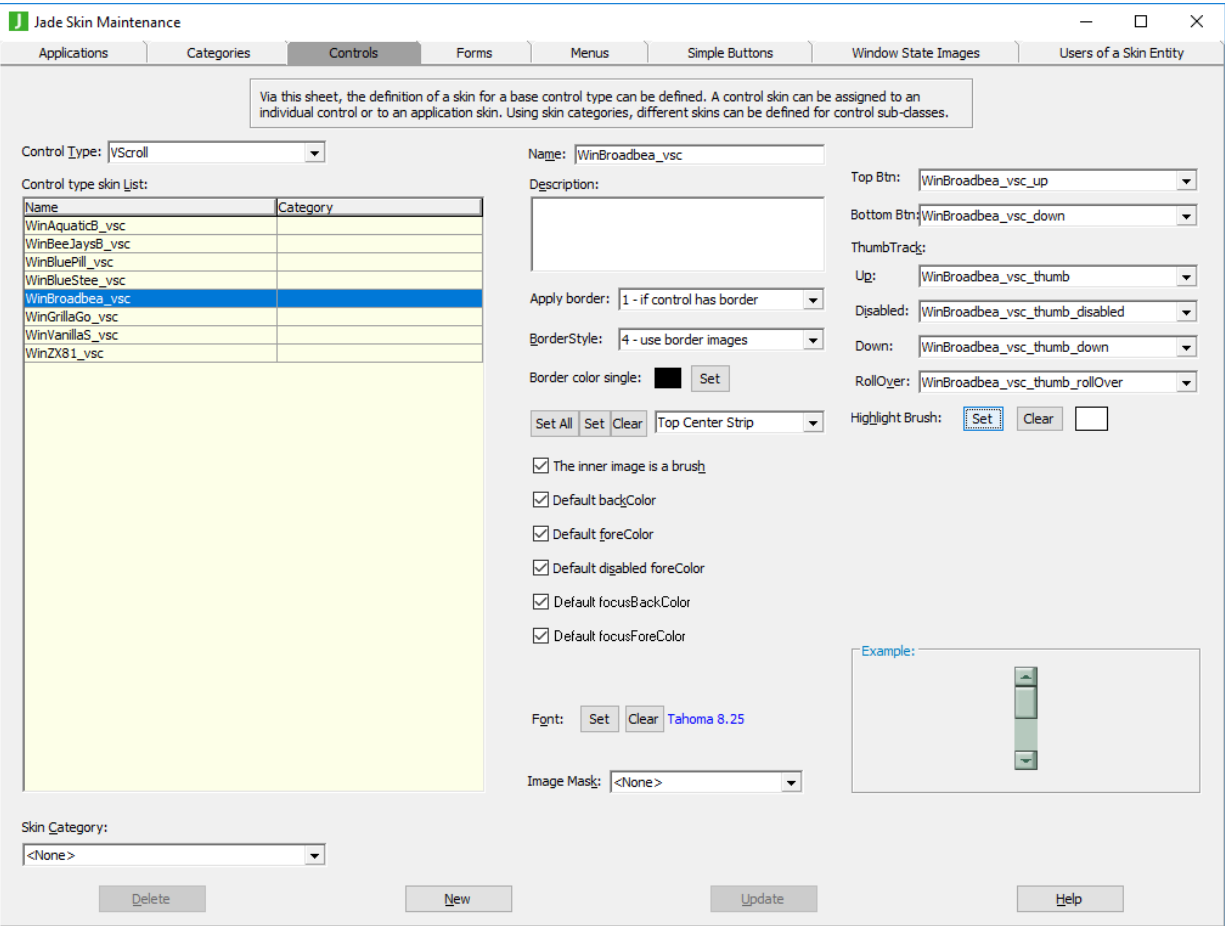 Jade Skin Maintenance
Applications
Categories
Controls
Forms
Menus
Simple Buttons
Window State Images
Users of a Skin Entity
Via this sheet, the definition of a skin for a base control type can be defined. A control skin can be assigned to an
individual control or to an application skin. Using skin categories, different skins can be defined for control sub-classes.
Control Type: VScroll
Control type skin List:
Name Category
WinAquaticB_vsc
WinBeeJaysB_vsc
WinBluePill_vsc
WinBlueStee_vsc
WinBroadbea_vsc
WinGrillaGo_vsc
WinVanillaS_vsc
WinZX81_vsc
Skin Category:
<None>
Name: WinBroadbea_vsc
Description:
Apply border: 1 - if control has border
BorderStyle: 4 - use border images
Border color single: Set
Set All Set Clear Top Center Strip
The inner image is a brush
Default backColor
Default foreColor
Default disabled foreColor
Default focusBackColor
Default focusForeColor
Font: Set Clear Tahoma 8.25
Image Mask: <None>
Top Btn: WinBroadbea_vsc_up
Bottom Btn: WinBroadbea_vsc_down
ThumbTrack:
Up: WinBroadbea_vsc_thumb
Disabled: WinBroadbea_vsc_thumb_disabled
Down: WinBroadbea_vsc_thumb_down
RollOver: WinBroadbea_vsc_thumb_rollOver
Highlight Brush: Set Clear
Example:
Delete
New
Update
Help